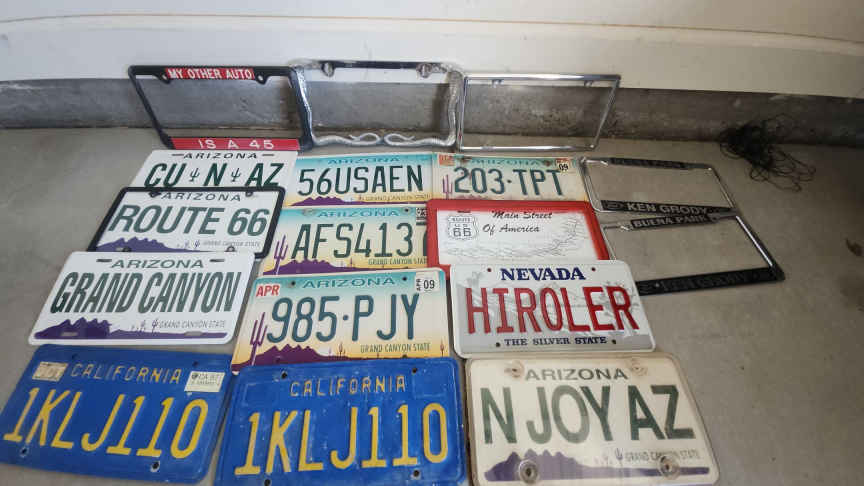 MY OTHER AUTO
IS A 45
ARIZONA
CU N AZ
ARIZONA
56USAEN
ARIZONA
09
203·TPT
ARIZONA
ROUTE 66
GRAND CANYON STATE
ARIZONA
AFS4137
GRAND CANYON STATE
ROUTE
US
66
Main Street
Of America
KEN GRODY
BUENA PARK
KEN GRODY
ARIZONA
GRAND CANYON
GRAND CANYON STATE
APR
ARIZONA
APR 09
985·PJY
GRAND CANYON STATE
NEVADA
HIROLER
THE SILVER STATE
CALIFORNIA
1KLJ110
CALIFORNIA
1KLJ110
ARIZONA
N JOY AZ
GRAND CANYON STATE